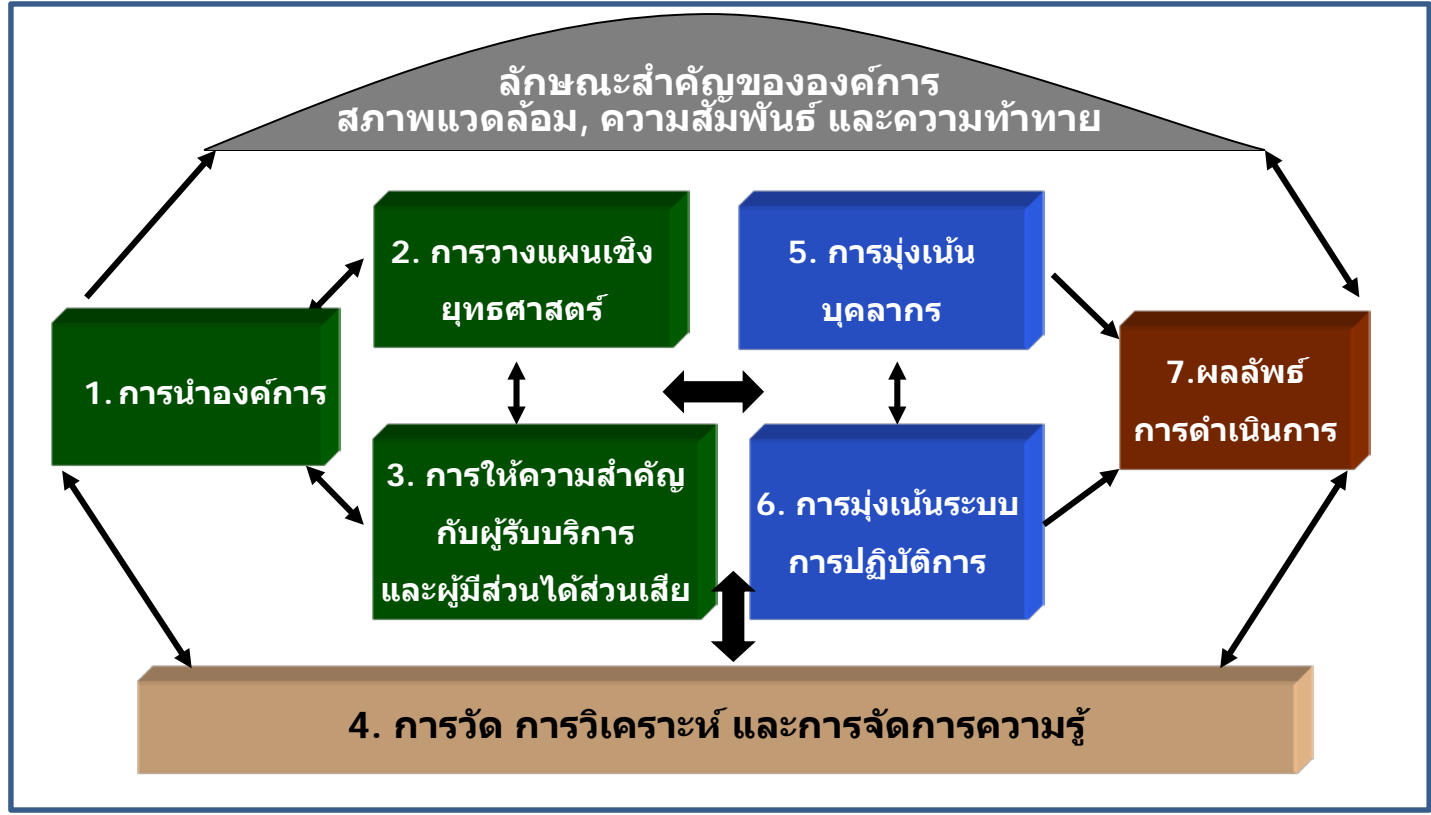 ลักษณะสำคัญขององค์การ
สภาพแวดล้อม, ความสัมพันธ์ และความท้าทาย
1. การนำองค์การ
2. การวางแผนเชิง
ยุทธศาสตร์
3. การให้ความสำคัญ
กับผู้รับบริการ
และผู้มีส่วนได้ส่วนเสีย
5. การมุ่งเน้น
บุคลากร
6. การมุ่งเน้นระบบ
การปฏิบัติการ
7.ผลลัพธ์
การดำเนินการ
4. การวัด การวิเคราะห์ และการจัดการความรู้